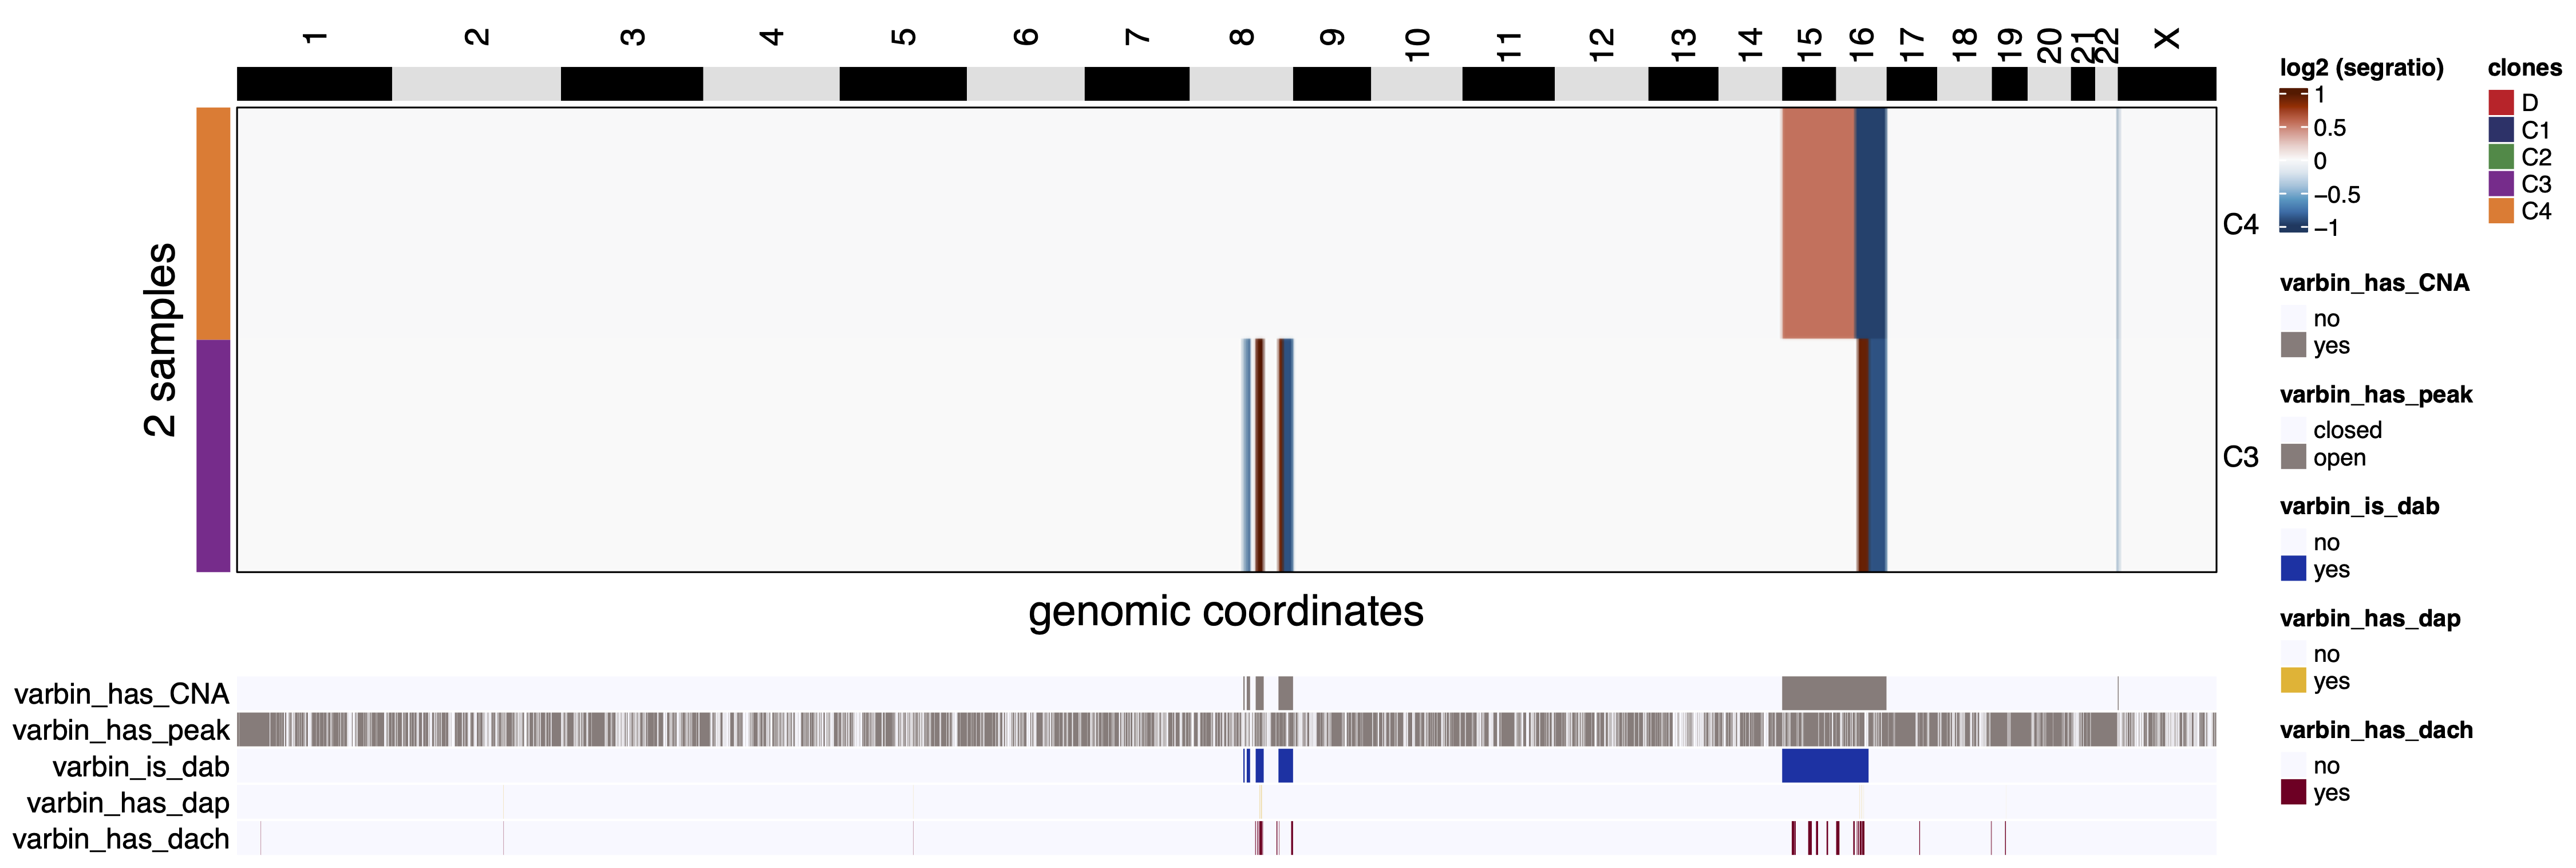 1 2 3 4 5 6 7 8 9 10 11 12 13 14 15 16 17 18 19 20 21 22 X
2 samples
C4
C3
genomic coordinates
varbin_has_CNA
varbin_has_peak
varbin_is_dab
varbin_has_dap
varbin_has_dach
log2 (segratio)
1
0.5
0
−0.5
−1
clones
D
C1
C2
C3
C4
varbin_has_CNA
no
yes
varbin_has_peak
closed
open
varbin_is_dab
no
yes
varbin_has_dap
no
yes
varbin_has_dach
no
yes